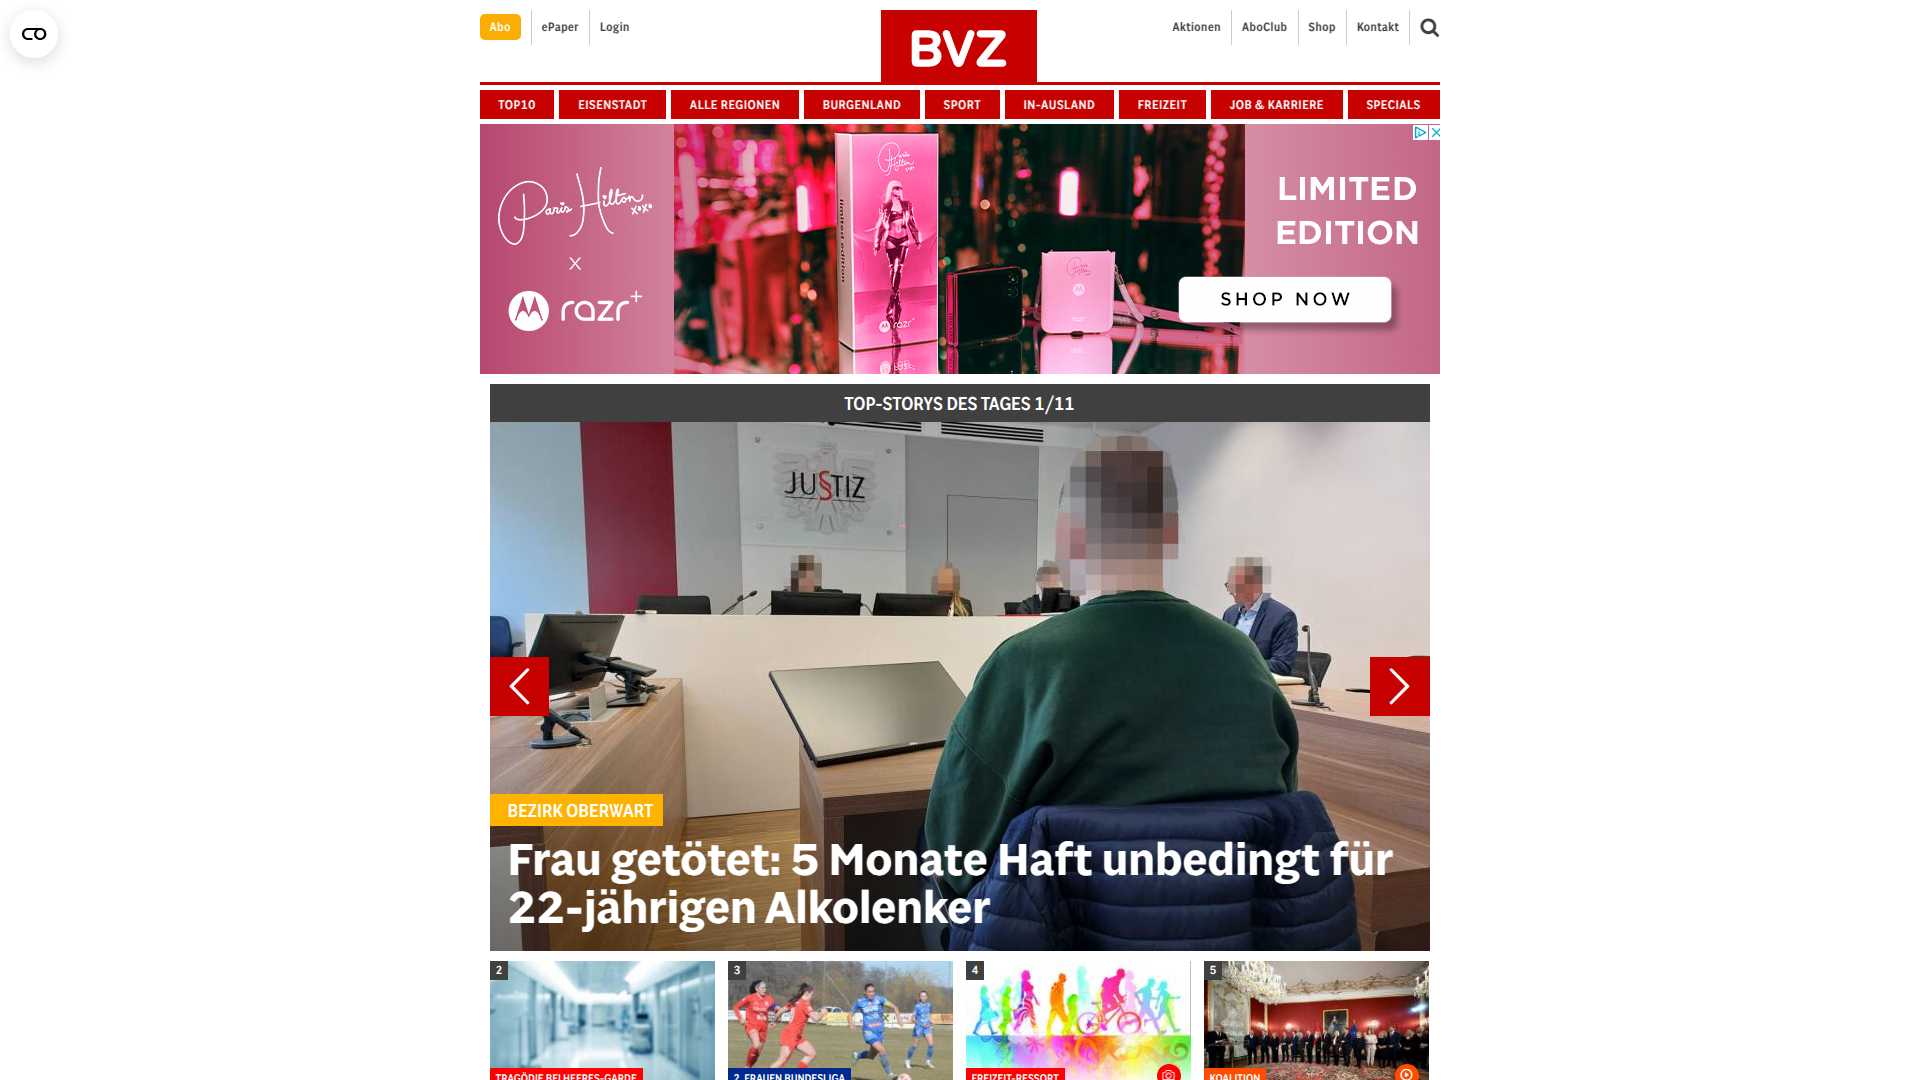 Abo
ePaper
Login
BVZ
Aktionen
AboClub
Shop
Kontakt
TOP10
EISENSTADT
ALLE REGIONEN
BURGENLAND
SPORT
IN-AUSLAND
FREIZEIT
JOB & KARRIERE
SPECIALS
Paris Hilton
xoxo
X
razr+
limited edition
razr+
LIMITED
EDITION
SHOP NOW
TOP-STORYS DES TAGES 1/11
JUSTIZ
BEZIRK OBERWART
Frau getötet: 5 Monate Haft unbedingt für
22-jährigen Alkolenker
2
3
4
5
TRAGÖDIE BEI HEERES-GARDE
2. FRAUEN BUNDESLIGA
FREIZEIT-RESSORT
KOALITION